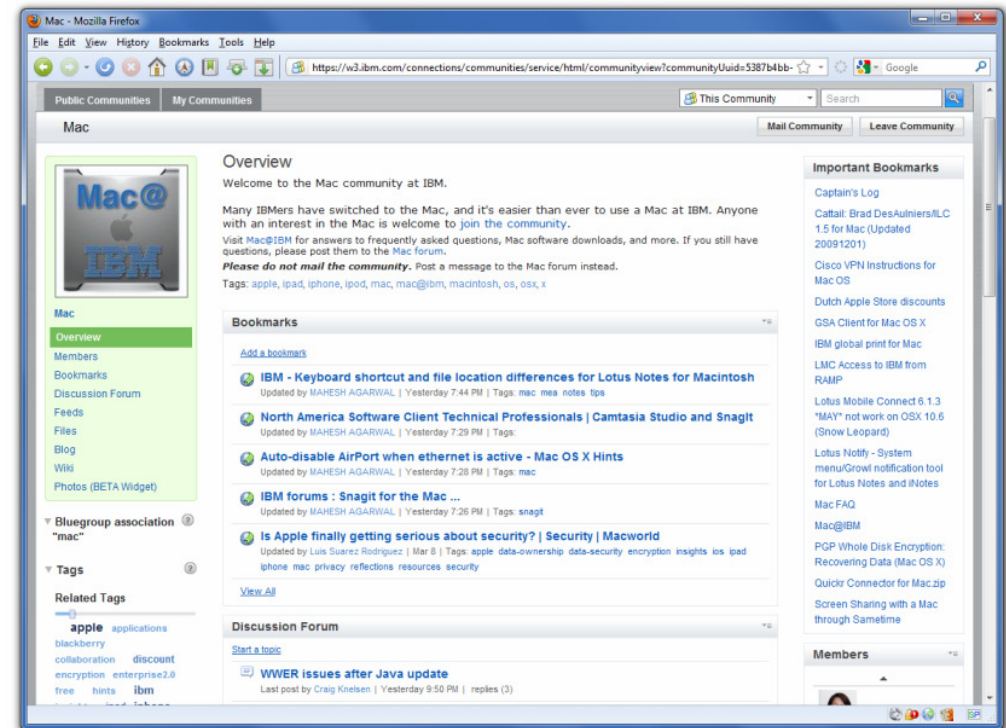 Mac - Mozilla Firefox
File Edit View History Bookmarks Tools Help
https://w3.ibm.com/connections/communities/service/html/communityview?communityUuid=5387b4bb-
Google
Public Communities My Communities
This Community
Search
Mac
Mail Community
Leave Community
Mac@
IBM
Mac
Overview
Members
Bookmarks
Discussion Forum
Feeds
Files
Blog
Wiki
Photos (BETA Widget)
Bluegroup association
"mac"
Tags
Related Tags
apple applications
blackberry
collaboration discount
encryption enterprise2.0
free hints ibm
Overview
Welcome to the Mac community at IBM.
Many IBMers have switched to the Mac, and it's easier than ever to use a Mac at IBM. Anyone
with an interest in the Mac is welcome to join the community.
Visit Mac@IBM for answers to frequently asked questions, Mac software downloads, and more. If you still have
questions, please post them to the Mac forum.
Please do not mail the community. Post a message to the Mac forum instead.
Tags: apple, ipad, iphone, ipod, mac, mac@ibm, macintosh, os, osx, x
Bookmarks
Add a bookmark
IBM - Keyboard shortcut and file location differences for Lotus Notes for Macintosh
Updated by MAHESH AGARWAL | Yesterday 7:44 PM | Tags: mac mea notes tips
North America Software Client Technical Professionals | Camtasia Studio and SnagIt
Updated by MAHESH AGARWAL | Yesterday 7:29 PM | Tags:
Auto-disable AirPort when ethernet is active - Mac OS X Hints
Updated by MAHESH AGARWAL | Yesterday 7:28 PM | Tags: mac
IBM forums : Snagit for the Mac ...
Updated by MAHESH AGARWAL | Yesterday 7:26 PM | Tags: snagit
Is Apple finally getting serious about security? | Security | Macworld
Updated by Luis Suarez Rodriguez | Mar 8 | Tags: apple data-ownership data-security encryption insights ios ipad
iphone mac privacy reflections resources security
View All
Discussion Forum
Start a topic
WWER issues after Java update
Last post by Craig Knelsen | Yesterday 9:50 PM | replies (3)
Important Bookmarks
Captain's Log
Cattail: Brad DesAulniers/ILC
1.5 for Mac (Updated
20091201)
Cisco VPN Instructions for
Mac OS
Dutch Apple Store discounts
GSA Client for Mac OS X
IBM global print for Mac
LMC Access to IBM from
RAMP
Lotus Mobile Connect 6.1.3
*MAY* not work on OSX 10.6
(Snow Leopard)
Lotus Notify - System
menu/Growl notification tool
for Lotus Notes and iNotes
Mac FAQ
Mac@IBM
PGP Whole Disk Encryption:
Recovering Data (Mac OS X)
Quickr Connector for Mac.zip
Screen Sharing with a Mac
through Sametime
Members